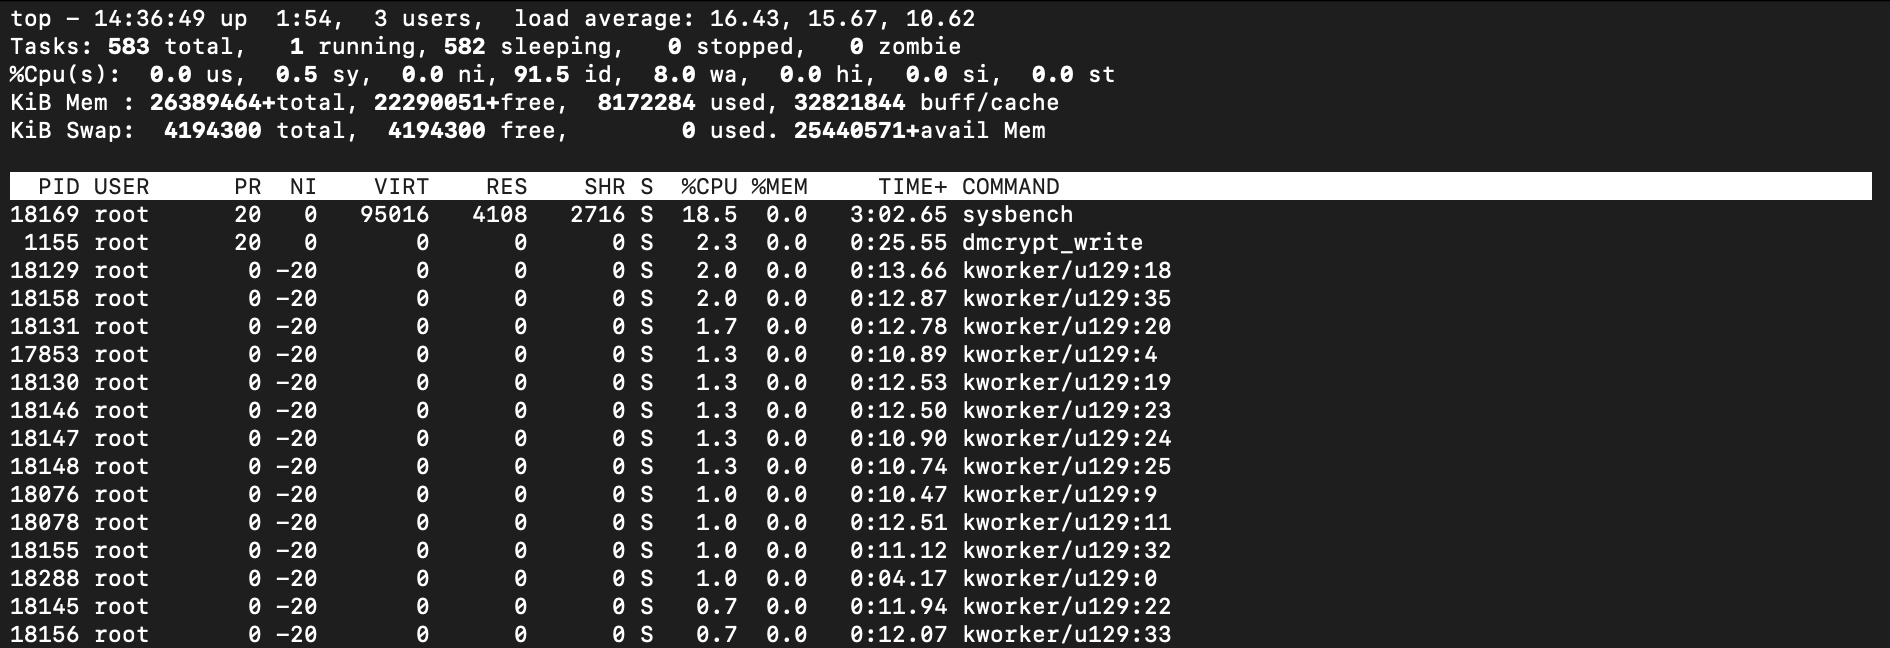 top - 14:36:49 up  1:54,  3 users,  load average: 16.43, 15.67, 10.62
Tasks: 583 total,   1 running, 582 sleeping,   0 stopped,   0 zombie
%Cpu(s):  0.0 us,  0.5 sy,  0.0 ni, 91.5 id,  8.0 wa,  0.0 hi,  0.0 si,  0.0 st
KiB Mem : 26389464+total, 22290051+free,  8172284 used, 32821844 buff/cache
KiB Swap:  4194300 total,  4194300 free,        0 used. 25440571+avail Mem
  PID USER      PR  NI    VIRT    RES    SHR S  %CPU %MEM     TIME+ COMMAND
18169 root      20   0   95016   4108   2716 S  18.5  0.0   3:02.65 sysbench
 1155 root      20   0       0      0      0 S   2.3  0.0   0:25.55 dmcrypt_write
18129 root       0 -20       0      0      0 S   2.0  0.0   0:13.66 kworker/u129:18
18158 root       0 -20       0      0      0 S   2.0  0.0   0:12.87 kworker/u129:35
18131 root       0 -20       0      0      0 S   1.7  0.0   0:12.78 kworker/u129:20
17853 root       0 -20       0      0      0 S   1.3  0.0   0:10.89 kworker/u129:4
18130 root       0 -20       0      0      0 S   1.3  0.0   0:12.53 kworker/u129:19
18146 root       0 -20       0      0      0 S   1.3  0.0   0:12.50 kworker/u129:23
18147 root       0 -20       0      0      0 S   1.3  0.0   0:10.90 kworker/u129:24
18148 root       0 -20       0      0      0 S   1.3  0.0   0:10.74 kworker/u129:25
18076 root       0 -20       0      0      0 S   1.0  0.0   0:10.47 kworker/u129:9
18078 root       0 -20       0      0      0 S   1.0  0.0   0:12.51 kworker/u129:11
18155 root       0 -20       0      0      0 S   1.0  0.0   0:11.12 kworker/u129:32
18288 root       0 -20       0      0      0 S   1.0  0.0   0:04.17 kworker/u129:0
18145 root       0 -20       0      0      0 S   0.7  0.0   0:11.94 kworker/u129:22
18156 root       0 -20       0      0      0 S   0.7  0.0   0:12.07 kworker/u129:33